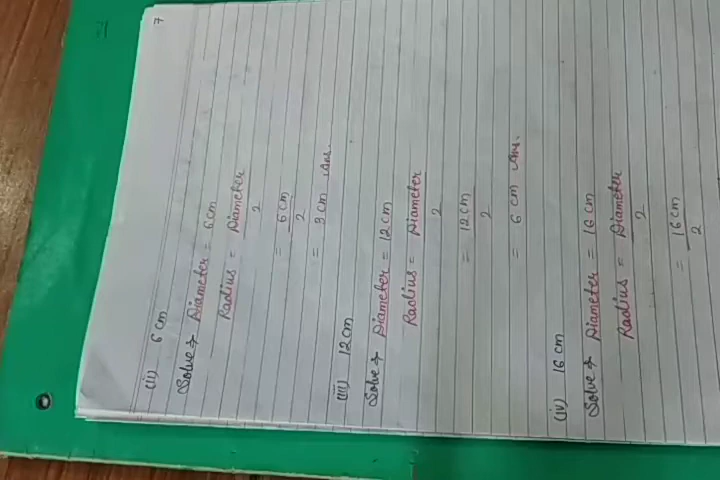 7
(ii) 6 cm
Solve → Diameter = 6 cm
Radius = Diameter
2
= 6 cm
2
= 3 cm Ans.
(iii) 12 cm
Solve → Diameter = 12 cm
Radius = Diameter
2
= 12 cm
2
= 6 cm Ans.
(iv) 16 cm
Solve → Diameter = 16 cm
Radius = Diameter
2
= 16 cm
2